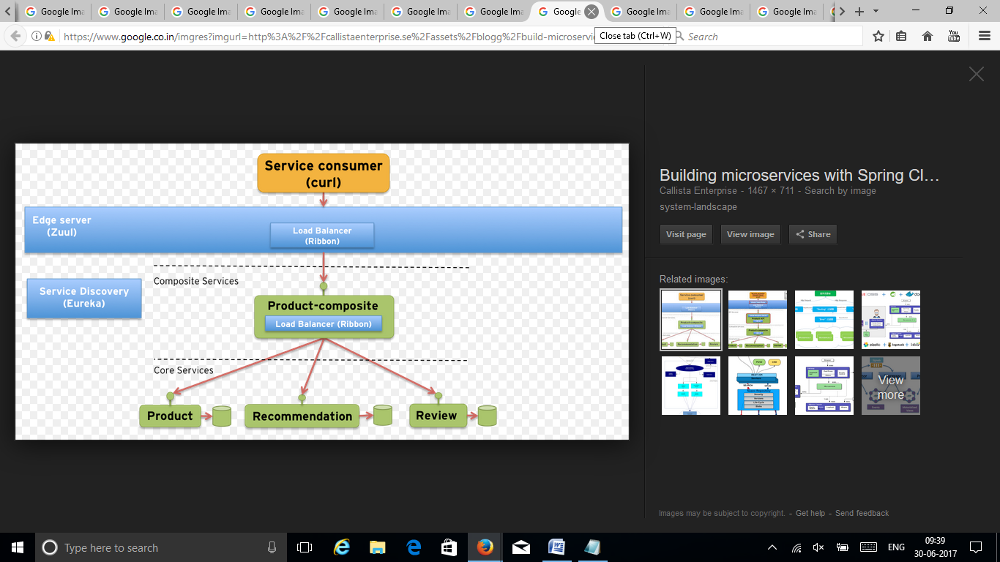 Google Ima
Google Ima
Google Ima
Google Ima
Google Ima
Google Ima
Google Ima
Google
Google Ima
Google Ima
Google Ima
https://www.google.co.in/imgres?imgurl=http%3A%2F%2Fcallistaenterprise.se%2Fassets%2Fblogg%2Fbuild-microservic
Close tab (Ctrl+W)
Search
You
Tube
Service consumer
(curl)
Edge server
(Zuul)
Load Balancer
(Ribbon)
Composite Services
Service Discovery
(Eureka)
Product-composite
Load Balancer (Ribbon)
Core Services
Product
Recommendation
Review
Building microservices with Spring Cl…
Callista Enterprise - 1467 × 711 - Search by image
system-landscape
Visit page
View image
Share
Related images:
View
more
Images may be subject to copyright. - Get help - Send feedback
Type here to search
ENG
09:39
30-06-2017